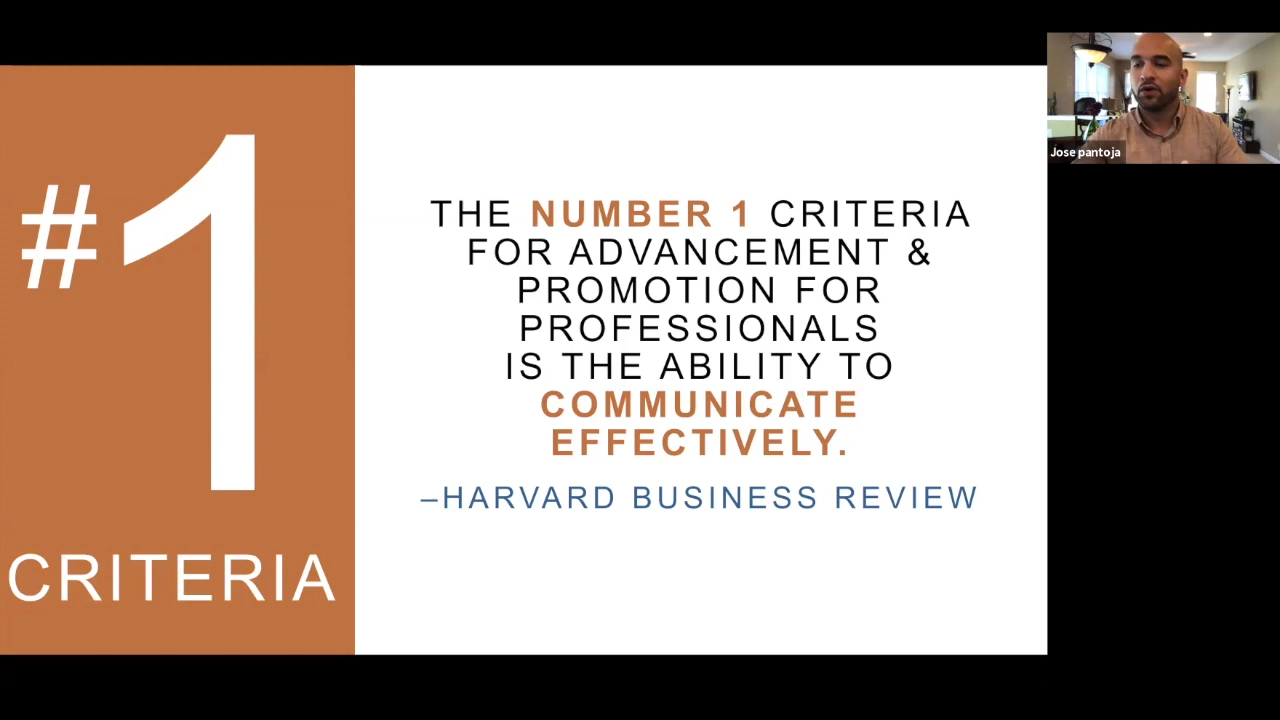 #1
CRITERIA
THE NUMBER 1 CRITERIA
FOR ADVANCEMENT &
PROMOTION FOR
PROFESSIONALS
IS THE ABILITY TO
COMMUNICATE
EFFECTIVELY.
–HARVARD BUSINESS REVIEW
Jose pantoja